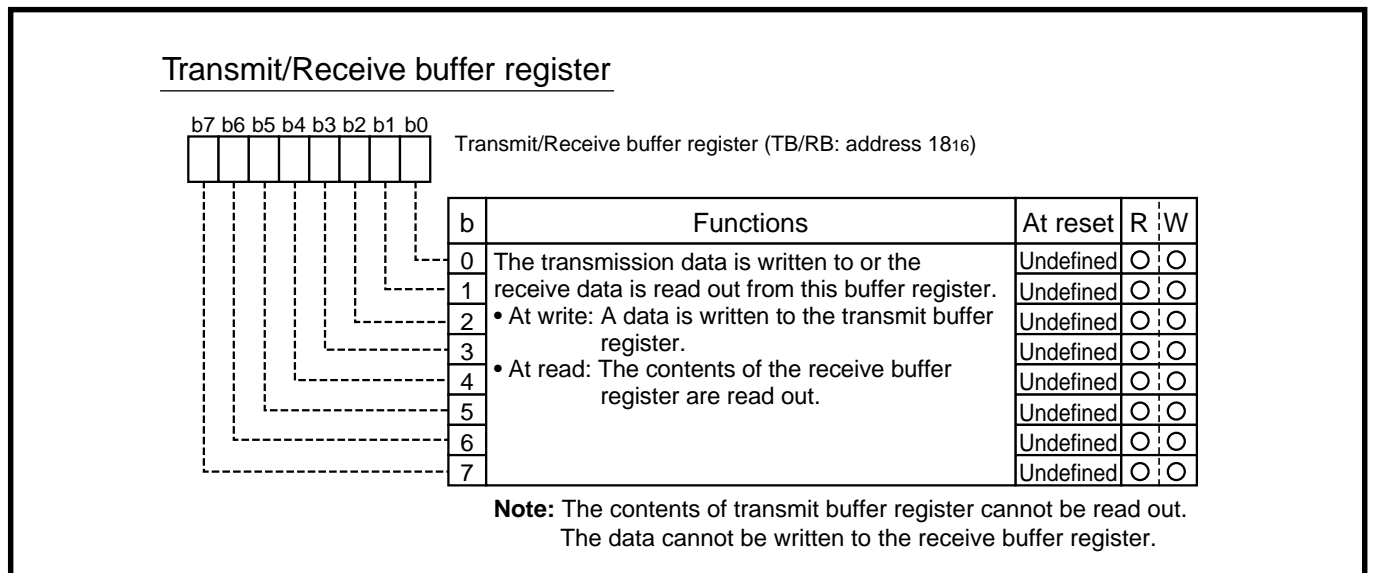 Transmit/Receive buffer register
b7 b6 b5 b4 b3 b2 b1 b0
Transmit/Receive buffer register (TB/RB: address 18₁₆)
b Functions At reset R W
0 The transmission data is written to or the Undefined ○ ○
1 receive data is read out from this buffer register. Undefined ○ ○
2 • At write: A data is written to the transmit buffer Undefined ○ ○
3 register. Undefined ○ ○
4 • At read: The contents of the receive buffer Undefined ○ ○
5 register are read out. Undefined ○ ○
6 Undefined ○ ○
7 Undefined ○ ○
Note: The contents of transmit buffer register cannot be read out.
The data cannot be written to the receive buffer register.